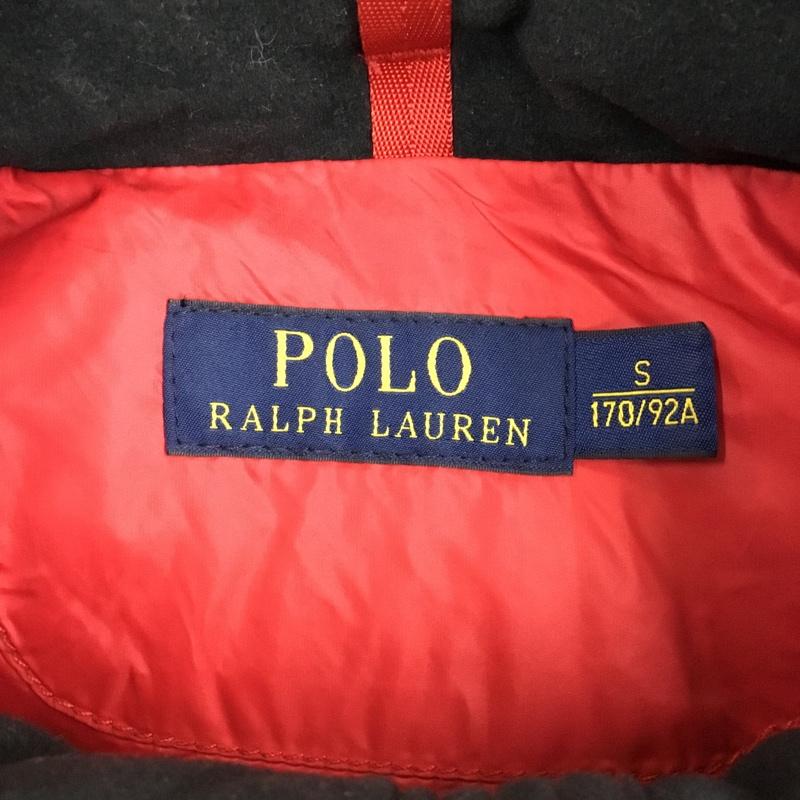 POLO
RALPH LAUREN
S
170/92A